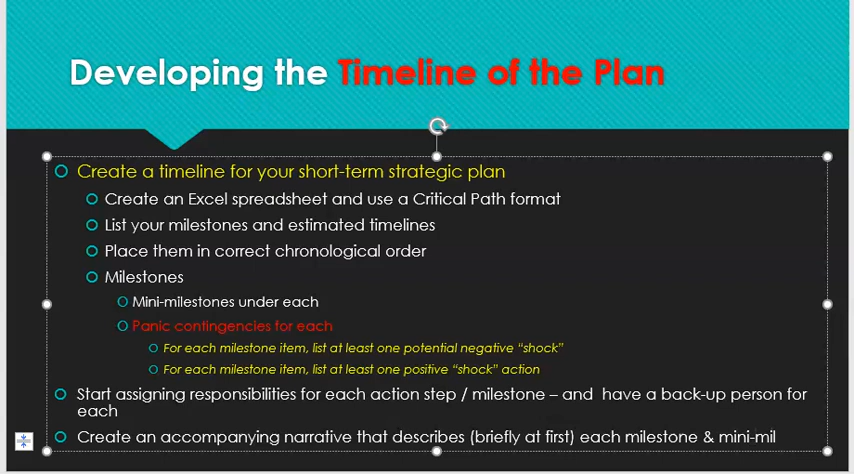 Developing the Timeline of the Plan
Create a timeline for your short-term strategic plan
Create an Excel spreadsheet and use a Critical Path format
List your milestones and estimated timelines
Place them in correct chronological order
Milestones
Mini-milestones under each
Panic contingencies for each
For each milestone item, list at least one potential negative “shock”
For each milestone item, list at least one positive “shock” action
Start assigning responsibilities for each action step / milestone – and  have a back-up person for
each
Create an accompanying narrative that describes (briefly at first) each milestone & mini-mil